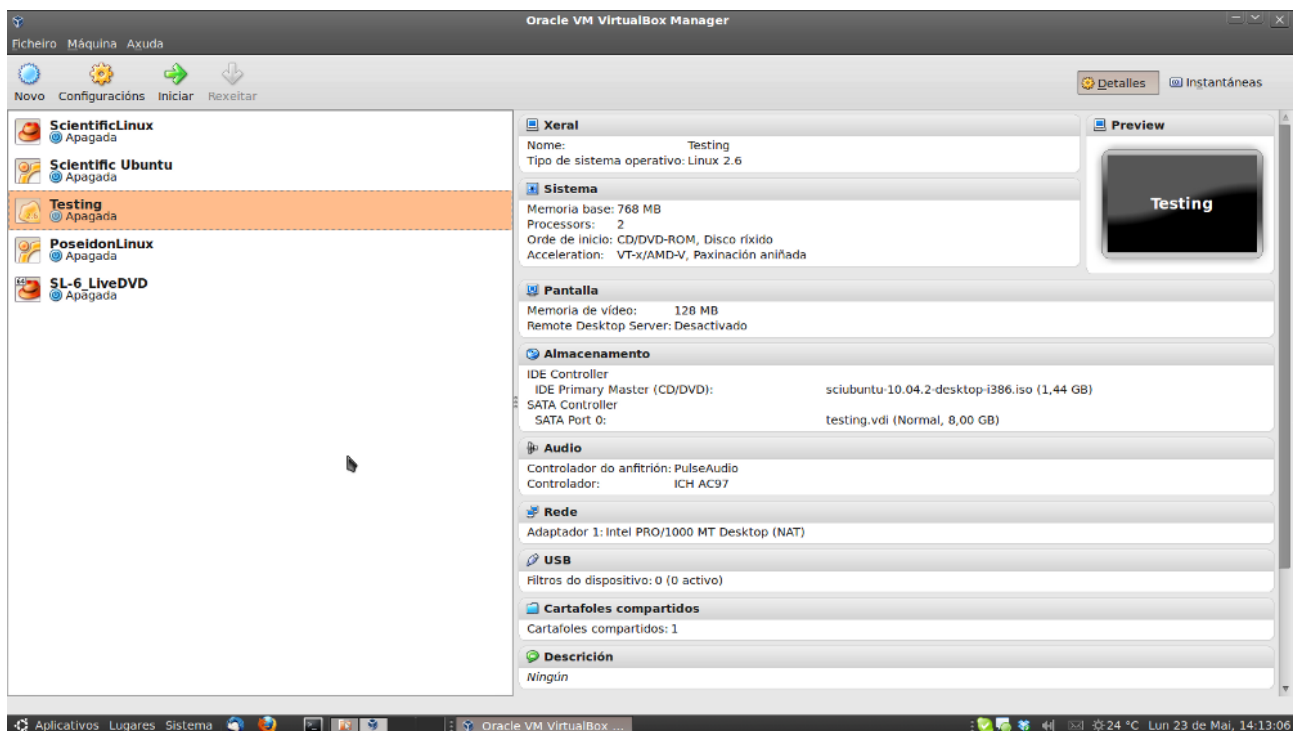 Oracle VM VirtualBox Manager
Ficheiro Máquina Axuda
Novo Configuracións Iniciar Rexeitar
Detalles Instantáneas
ScientificLinux
Apagada
Scientific Ubuntu
Apagada
Testing
Apagada
PoseidonLinux
Apagada
64
SL-6_LiveDVD
Apagada
Xeral
Nome: Testing
Tipo de sistema operativo: Linux 2.6
Preview
Testing
Sistema
Memoria base: 768 MB
Processors: 2
Orde de inicio: CD/DVD-ROM, Disco ríxido
Acceleration: VT-x/AMD-V, Paxinación aniñada
Pantalla
Memoria de vídeo: 128 MB
Remote Desktop Server: Desactivado
Almacenamento
IDE Controller
IDE Primary Master (CD/DVD): sciubuntu-10.04.2-desktop-i386.iso (1,44 GB)
SATA Controller
SATA Port 0: testing.vdi (Normal, 8,00 GB)
Audio
Controlador do anfitrión: PulseAudio
Controlador: ICH AC97
Rede
Adaptador 1: Intel PRO/1000 MT Desktop (NAT)
USB
Filtros do dispositivo: 0 (0 activo)
Cartafoles compartidos
Cartafoles compartidos: 1
Descrición
Ningún
Aplicativos Lugares Sistema Oracle VM VirtualBox ... 24 °C Lun 23 de Mai, 14:13:06